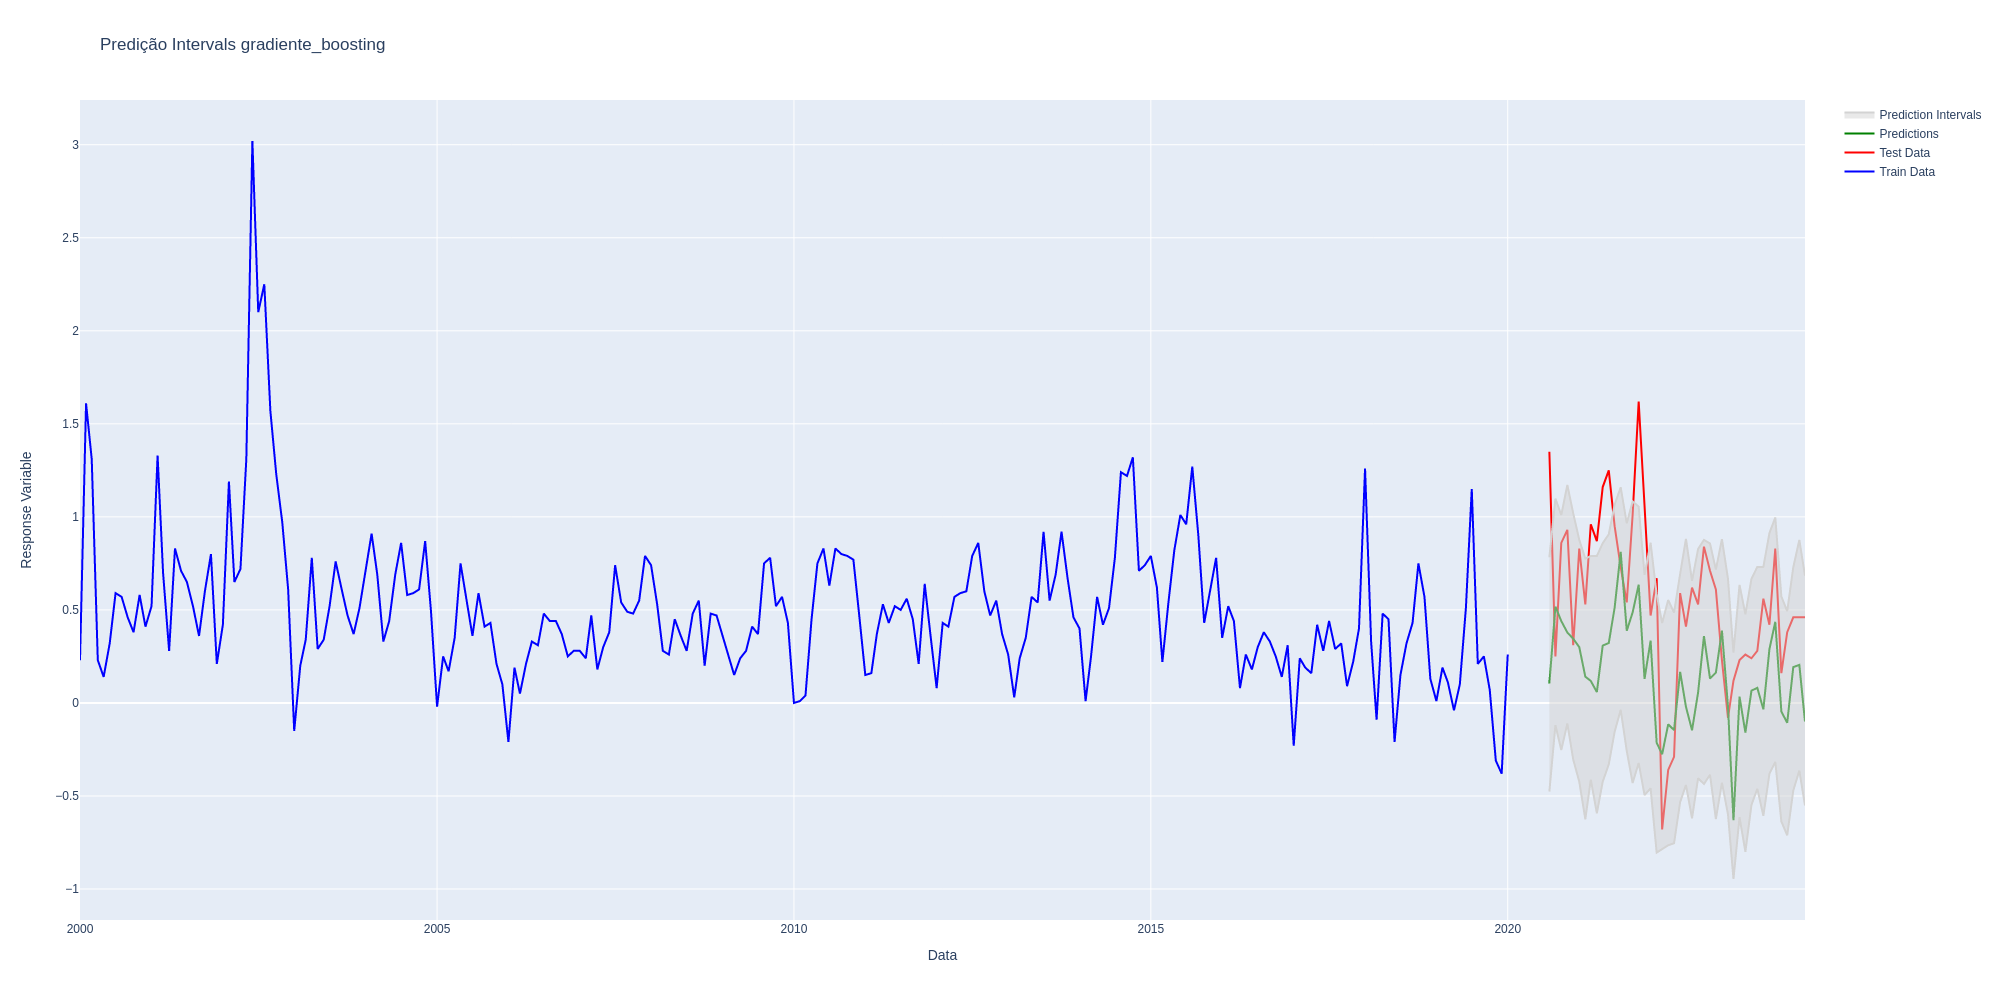 Predição Intervals gradiente_boosting
Prediction Intervals
Predictions
Test Data
Train Data
Response Variable
3
2.5
2
1.5
1
0.5
0
−0.5
−1
2000 2005 2010 2015 2020
Data